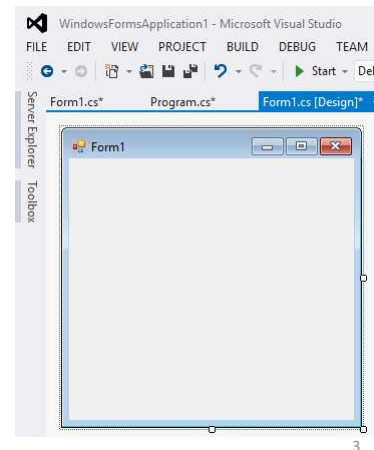 WindowsFormsApplication1 - Microsoft Visual Studio
FILE EDIT VIEW PROJECT BUILD DEBUG TEAM
Start
Form1.cs* Program.cs* Form1.cs [Design]*
Server Explorer
Toolbox
Form1
3